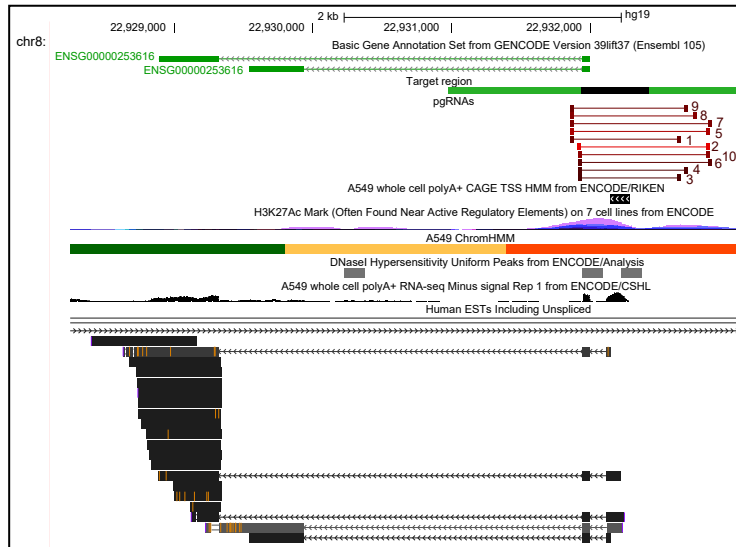 2 kb hg19
22,929,000 22,930,000 22,931,000 22,932,000
chr8:
Basic Gene Annotation Set from GENCODE Version 39lift37 (Ensembl 105)
ENSG00000253616
ENSG00000253616
Target region
pgRNAs
9
8
7
5
1
2
10
6
4
3
A549 whole cell polyA+ CAGE TSS HMM from ENCODE/RIKEN
H3K27Ac Mark (Often Found Near Active Regulatory Elements) on 7 cell lines from ENCODE
A549 ChromHMM
DNaseI Hypersensitivity Uniform Peaks from ENCODE/Analysis
A549 whole cell polyA+ RNA-seq Minus signal Rep 1 from ENCODE/CSHL
Human ESTs Including Unspliced